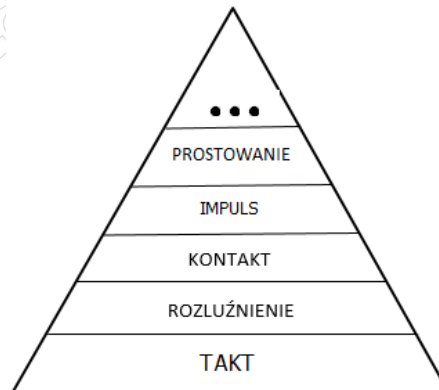 ...
PROSTOWANIE
IMPULS
KONTAKT
ROZLUŹNIENIE
TAKT